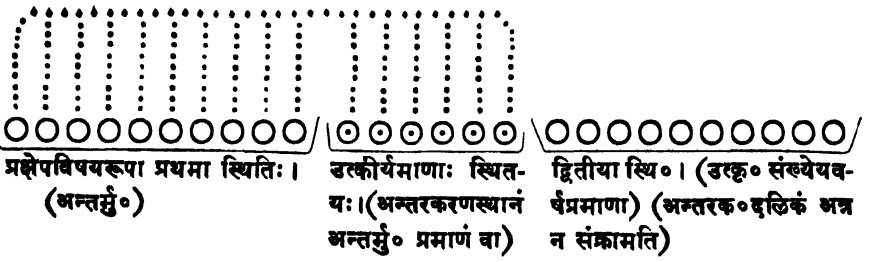 प्रक्षेपविषयरूपा प्रथमा स्थितिः।
(अन्तर्मु०)
उत्कीर्यमाणाः स्थित-
यः।(अन्तरकरणस्थानं
अन्तर्मु० प्रमाणं वा)
द्वितीया स्थि०। (उत्कृ० संख्येयव-
र्षप्रमाणा) (अन्तरक०दलिकं अत्र
न संक्रामति)